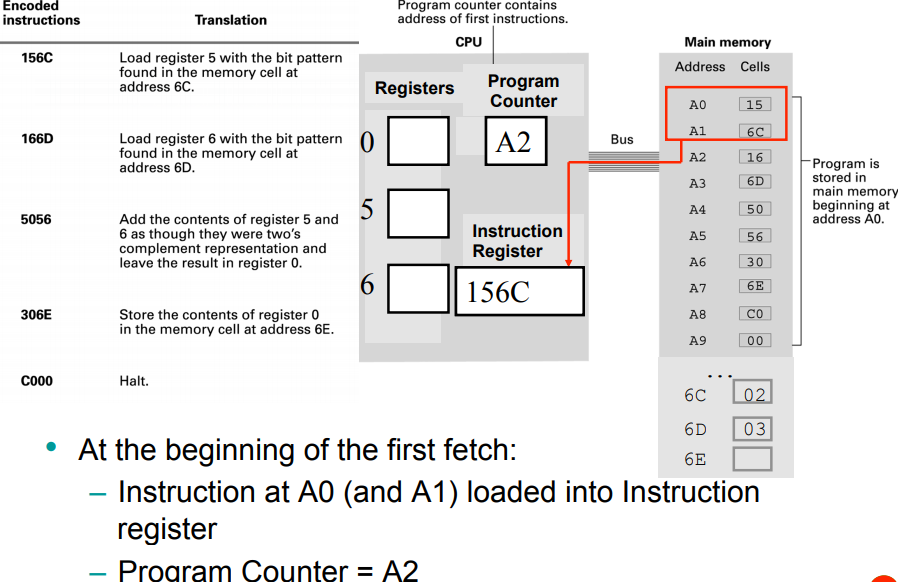 Encoded
instructions
Translation
156C
Load register 5 with the bit pattern
found in the memory cell at
address 6C.
166D
Load register 6 with the bit pattern
found in the memory cell at
address 6D.
5056
Add the contents of register 5 and
6 as though they were two's
complement representation and
leave the result in register 0.
306E
Store the contents of register 0
in the memory cell at address 6E.
C000
Halt.
Program counter contains
address of first instructions.
CPU
Registers
Program
Counter
0
A2
5
Instruction
Register
6
156C
Bus
Main memory
Address Cells
A0 15
A1 6C
A2 16
A3 6D
A4 50
A5 56
A6 30
A7 6E
A8 C0
A9 00
Program is
stored in
main memory
beginning at
address A0.
...
6C 02
6D 03
6E
• At the beginning of the first fetch:
– Instruction at A0 (and A1) loaded into Instruction
register
– Program Counter = A2